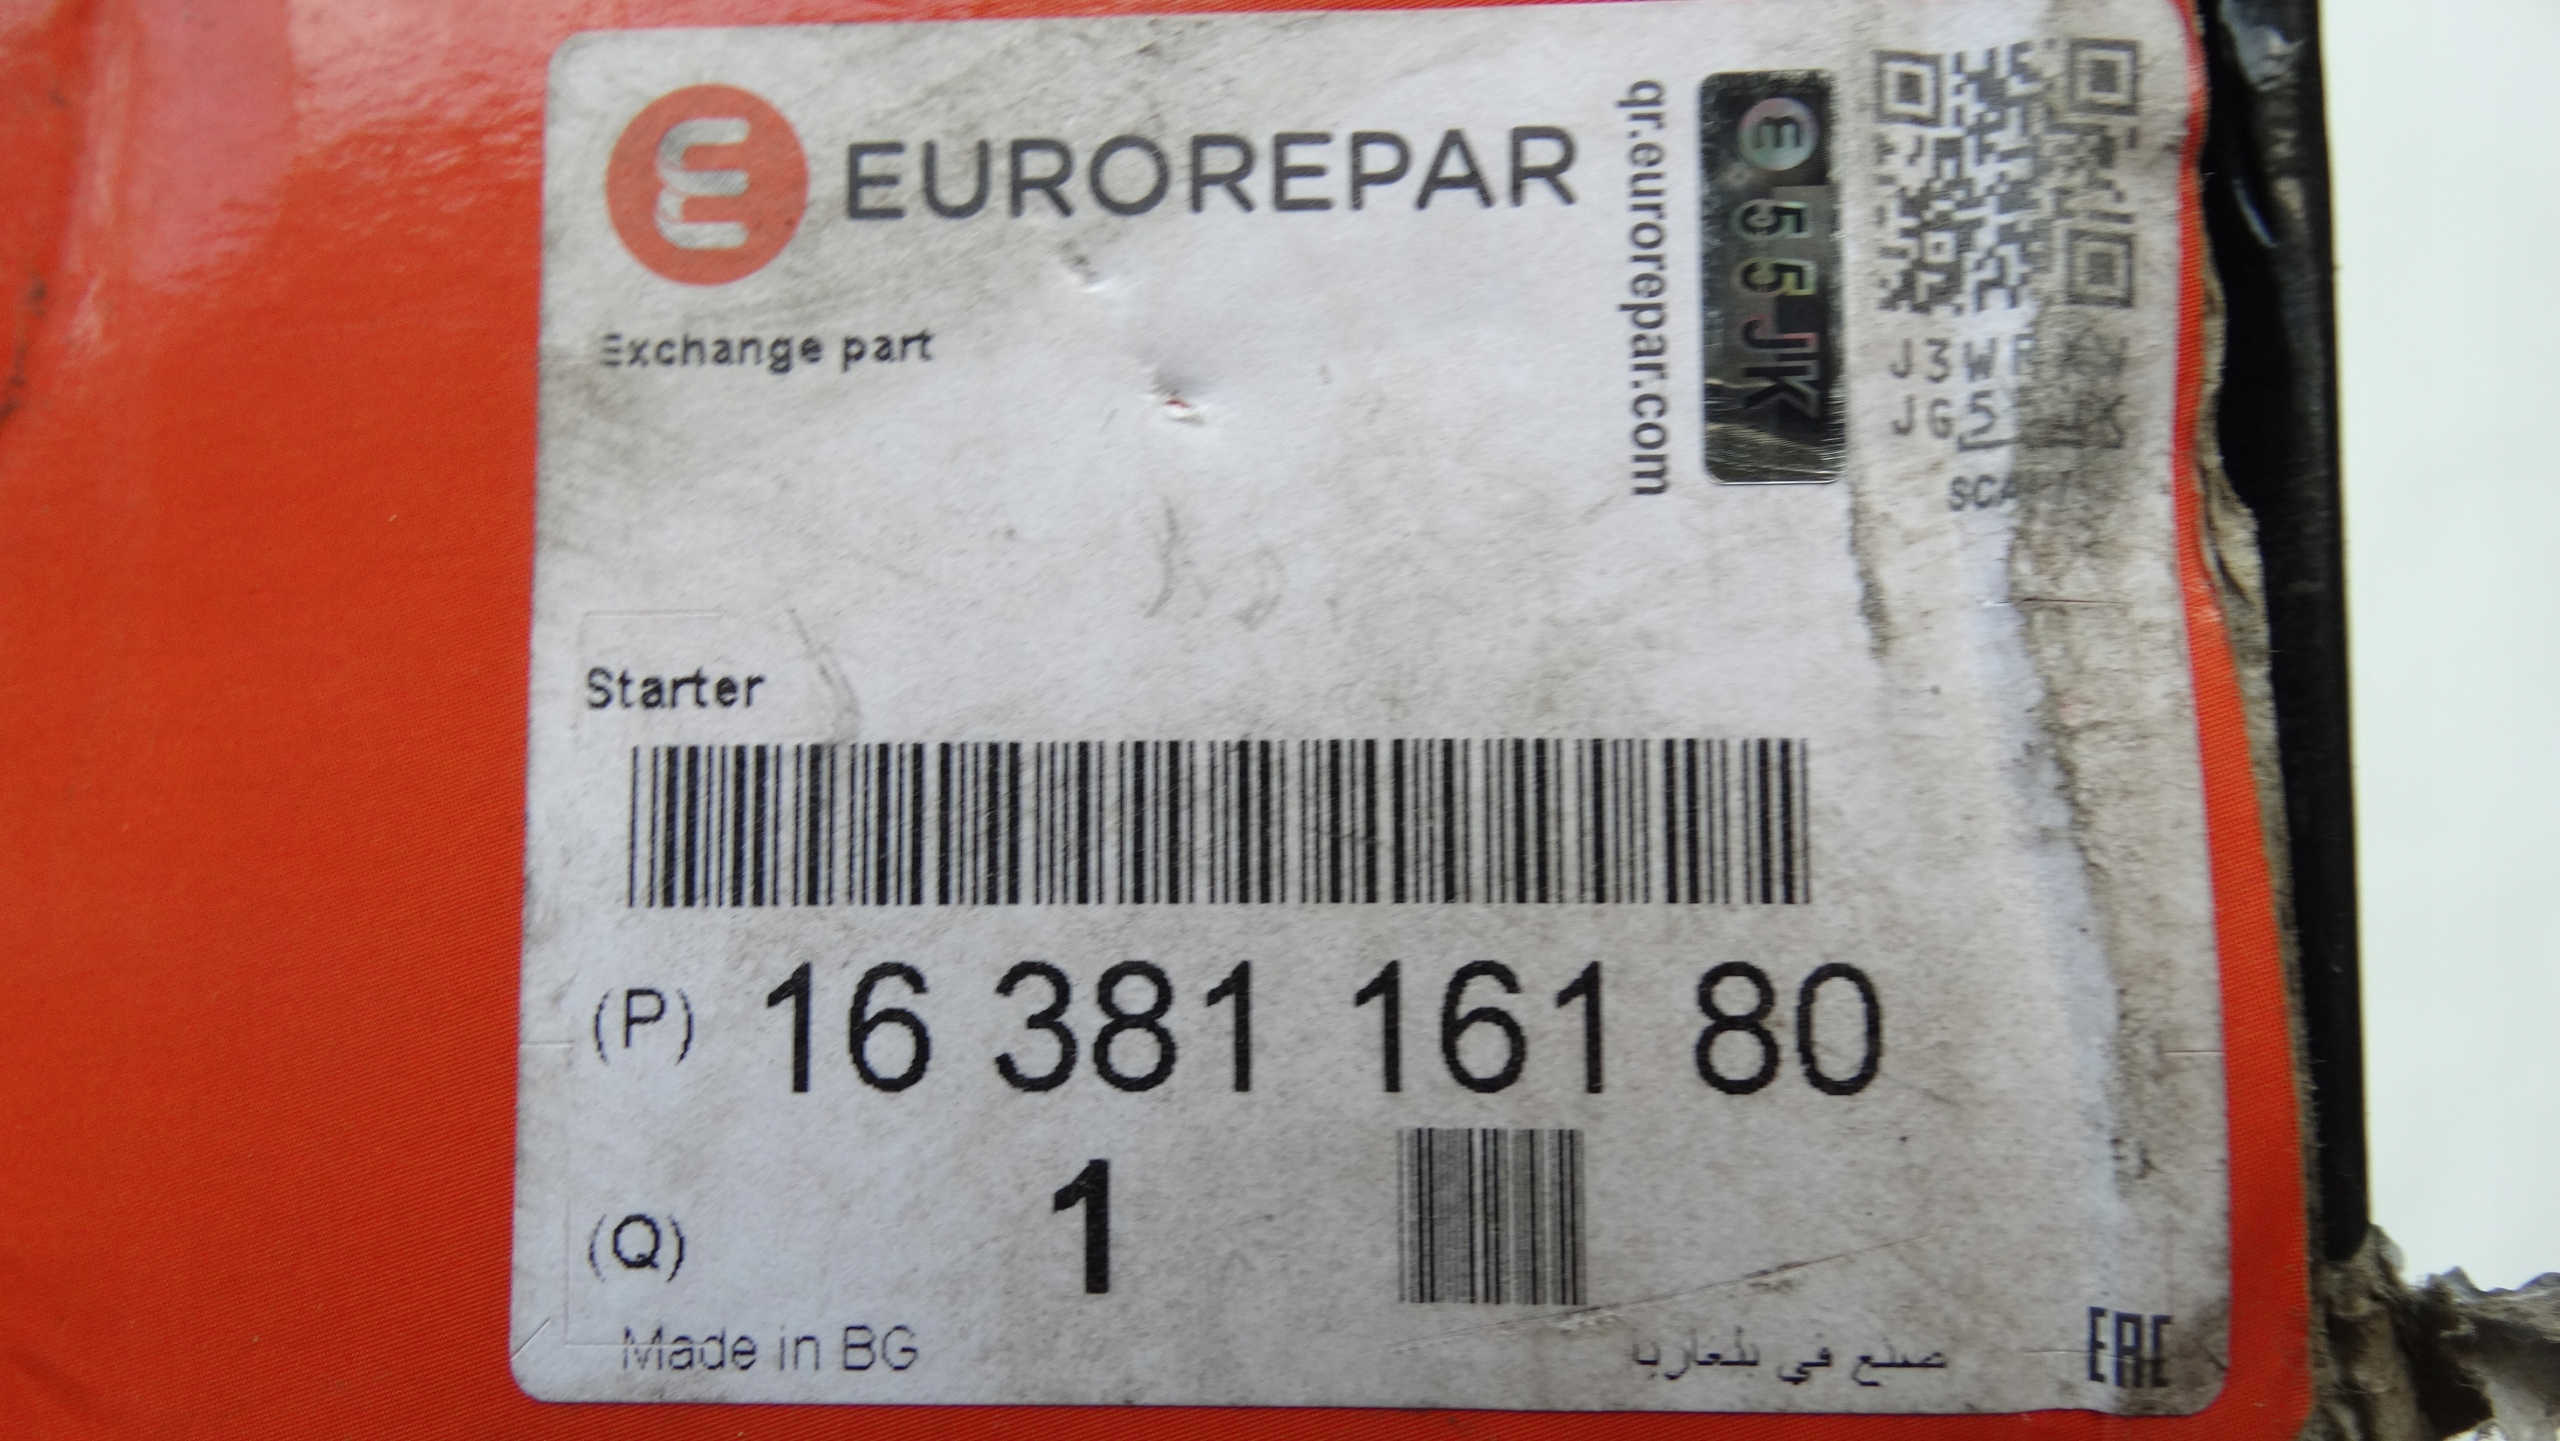 EUROREPAR
qr.eurorepar.com
55JK
Exchange part
J3W
JG5
Starter
(P) 16 381 161 80
(Q) 1
Made in BG
صنع في بلغاريا
EAC